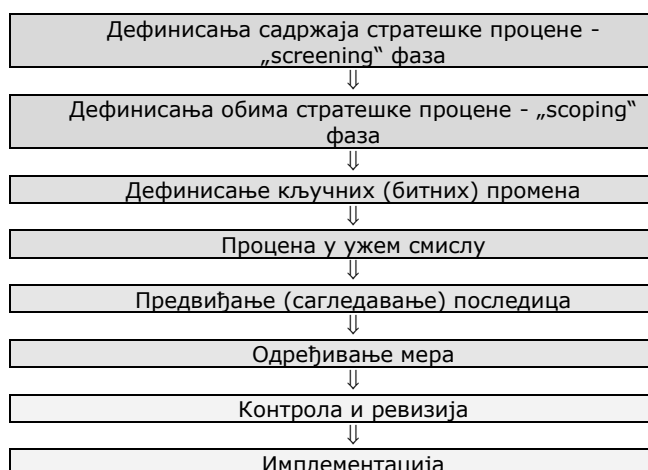 Дефинисања садржаја стратешке процене -
„screening“ фаза
⇓
Дефинисања обима стратешке процене - „scoping“
фаза
⇓
Дефинисање кључних (битних) промена
⇓
Процена у ужем смислу
⇓
Предвиђање (сагледавање) последица
⇓
Одређивање мера
⇓
Контрола и ревизија
⇓
Имплементација